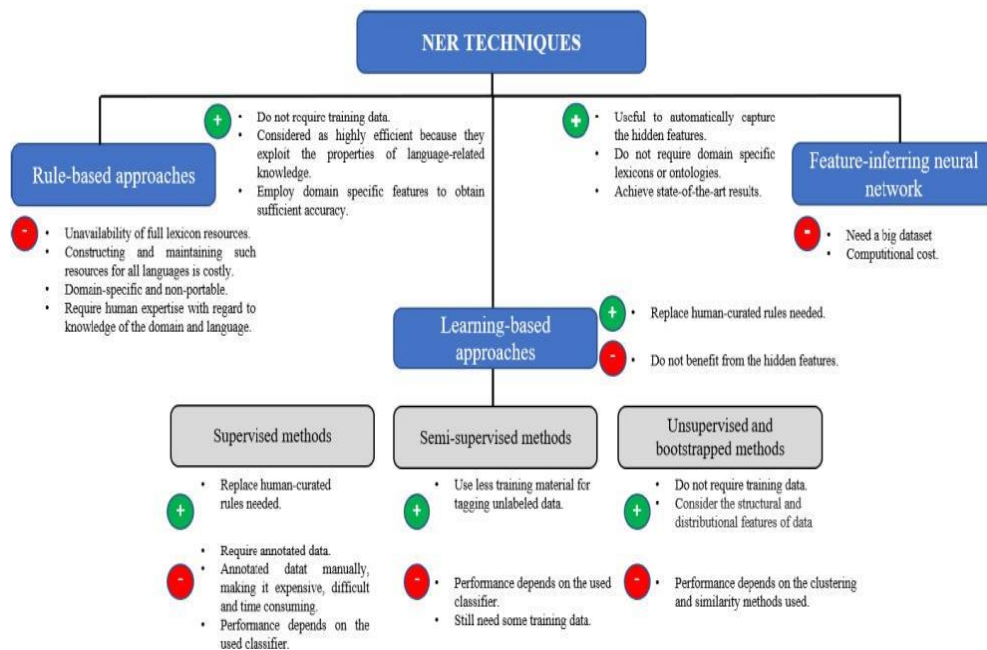 NER TECHNIQUES
+
• Do not require training data.
• Considered as highly efficient because they
exploit the properties of language-related
knowledge.
• Employ domain specific features to obtain
sufficient accuracy.
+
• Useful to automatically capture
the hidden features.
• Do not require domain specific
lexicons or ontologies.
• Achieve state-of-the-art results.
Rule-based approaches
Feature-inferring neural
network
-
• Unavailability of full lexicon resources.
• Constructing and maintaining such
resources for all languages is costly.
• Domain-specific and non-portable.
• Require human expertise with regard to
knowledge of the domain and language.
-
• Need a big dataset
• Computitional cost.
Learning-based
approaches
+
• Replace human-curated rules needed.
-
• Do not benefit from the hidden features.
Supervised methods
Semi-supervised methods
Unsupervised and
bootstrapped methods
+
• Replace human-curated
rules needed.
-
• Require annotated data.
• Annotated datat manually,
making it expensive, difficult
and time consuming.
• Performance depends on the
used classifier.
+
• Use less training material for
tagging unlabeled data.
-
• Performance depends on the used
classifier.
• Still need some training data.
+
• Do not require training data.
• Consider the structural and
distributional features of data
-
• Performance depends on the clustering
and similarity methods used.